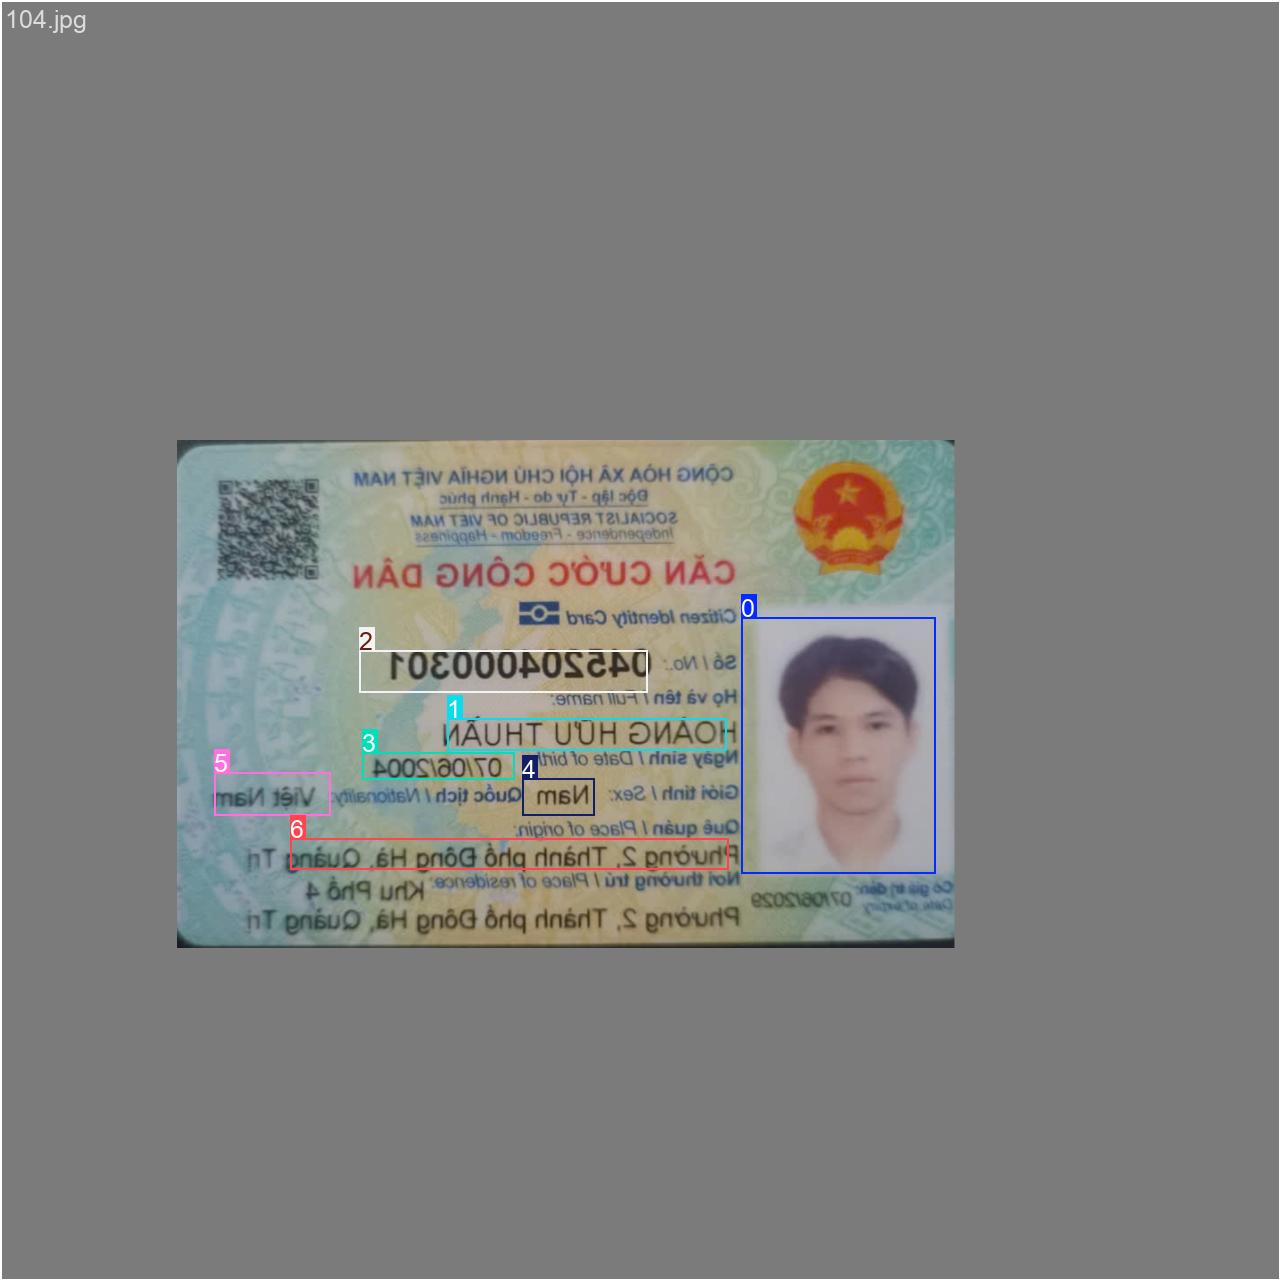 104.jpg
CỘNG HÒA XÃ HỘI CHỦ NGHĨA VIỆT NAM
Độc lập - Tự do - Hạnh phúc
SOCIALIST REPUBLIC OF VIET NAM
Independence - Freedom - Happiness
CĂN CƯỚC CÔNG DÂN
Citizen Identity Card
2
Số / No.: 045204000301
Họ và tên / Full name:
1
HOÀNG HỮU THUẤN
3
Ngày sinh / Date of birth
07/06/2004
4
Giới tính / Sex: Nam
5
Quốc tịch / Nationality: Việt Nam
6
Quê quán / Place of origin:
Phường 2, Thành phố Đông Hà, Quảng Trị
Nơi thường trú / Place of residence: Khu Phố 4
Phường 2, Thành phố Đông Hà, Quảng Trị
0
Có giá trị đến: 07/06/2029
Date of expiry